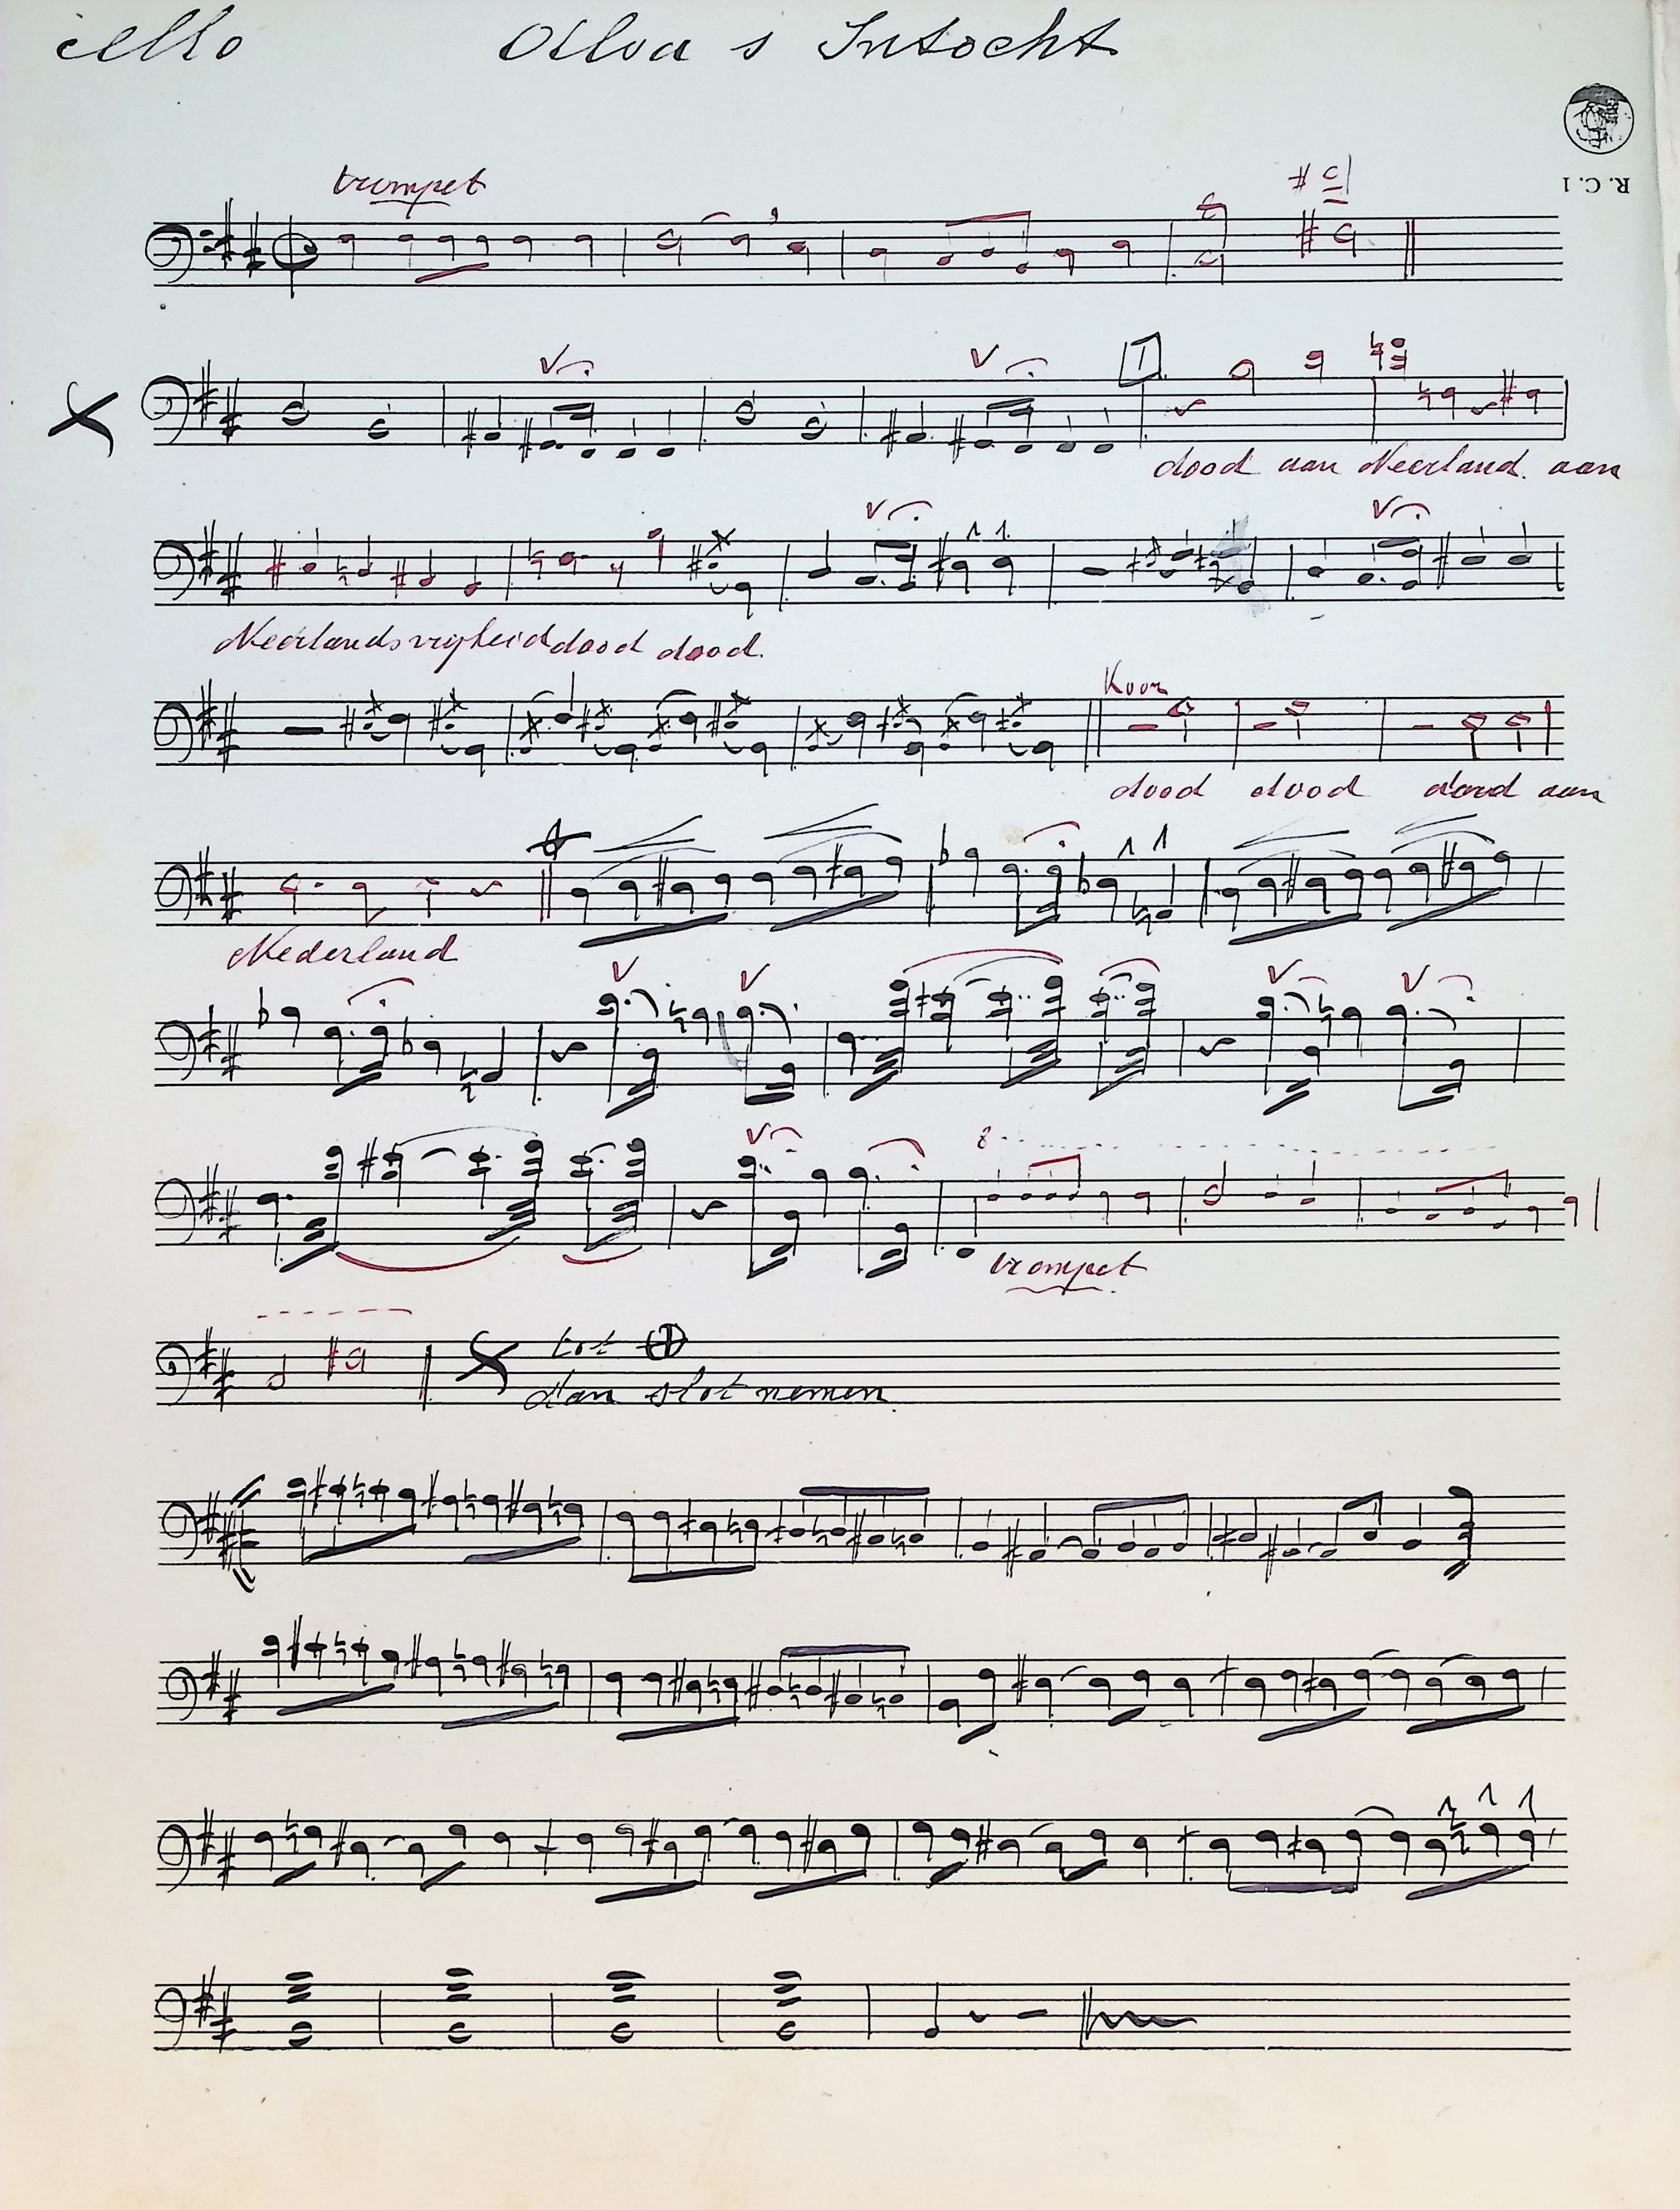 cello Alva s Intocht
R. C. 1
trompet
1
dood aan Neerland. aan
Neerlands vrijheid dood dood.
Koor
dood dood dood aan
Nederland
8
trompet
tot
dan slot nemen.